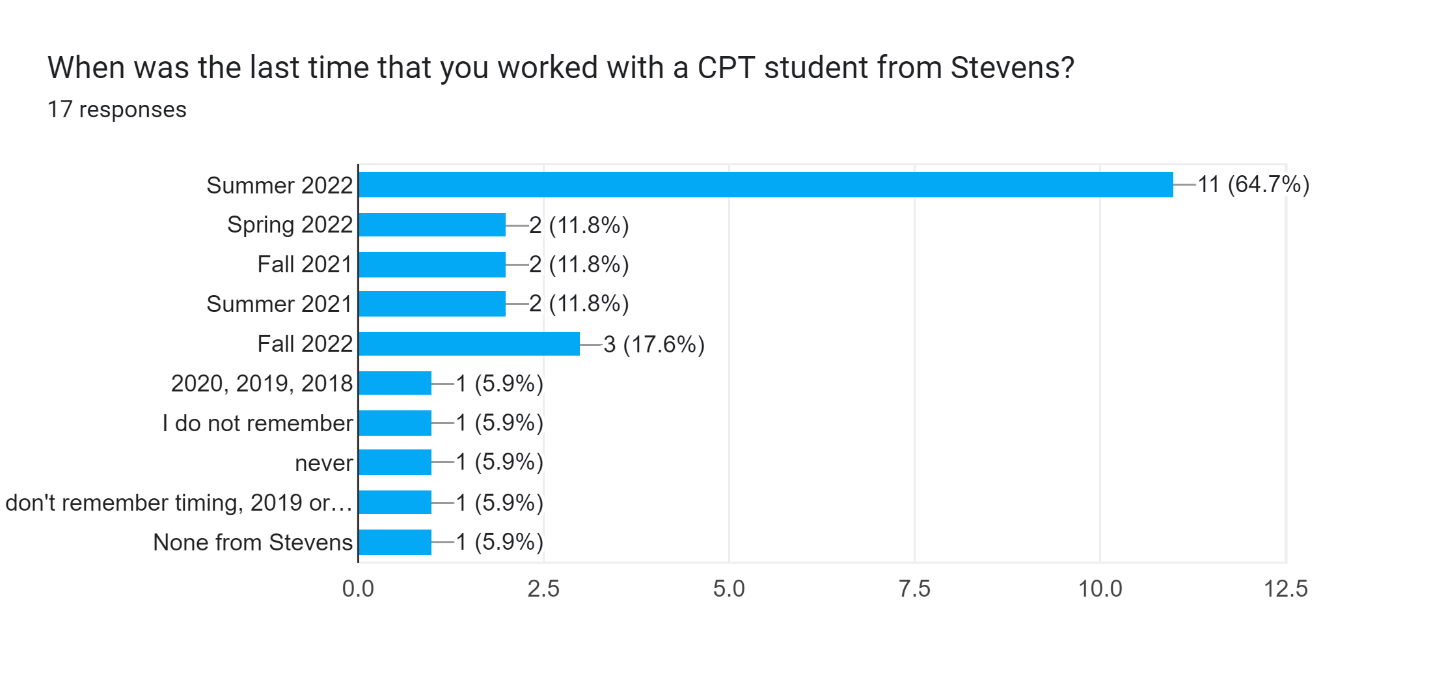 When was the last time that you worked with a CPT student from Stevens?
17 responses
Summer 2022 11 (64.7%)
Spring 2022 2 (11.8%)
Fall 2021 2 (11.8%)
Summer 2021 2 (11.8%)
Fall 2022 3 (17.6%)
2020, 2019, 2018 1 (5.9%)
I do not remember 1 (5.9%)
never 1 (5.9%)
don't remember timing, 2019 or… 1 (5.9%)
None from Stevens 1 (5.9%)
0.0 2.5 5.0 7.5 10.0 12.5